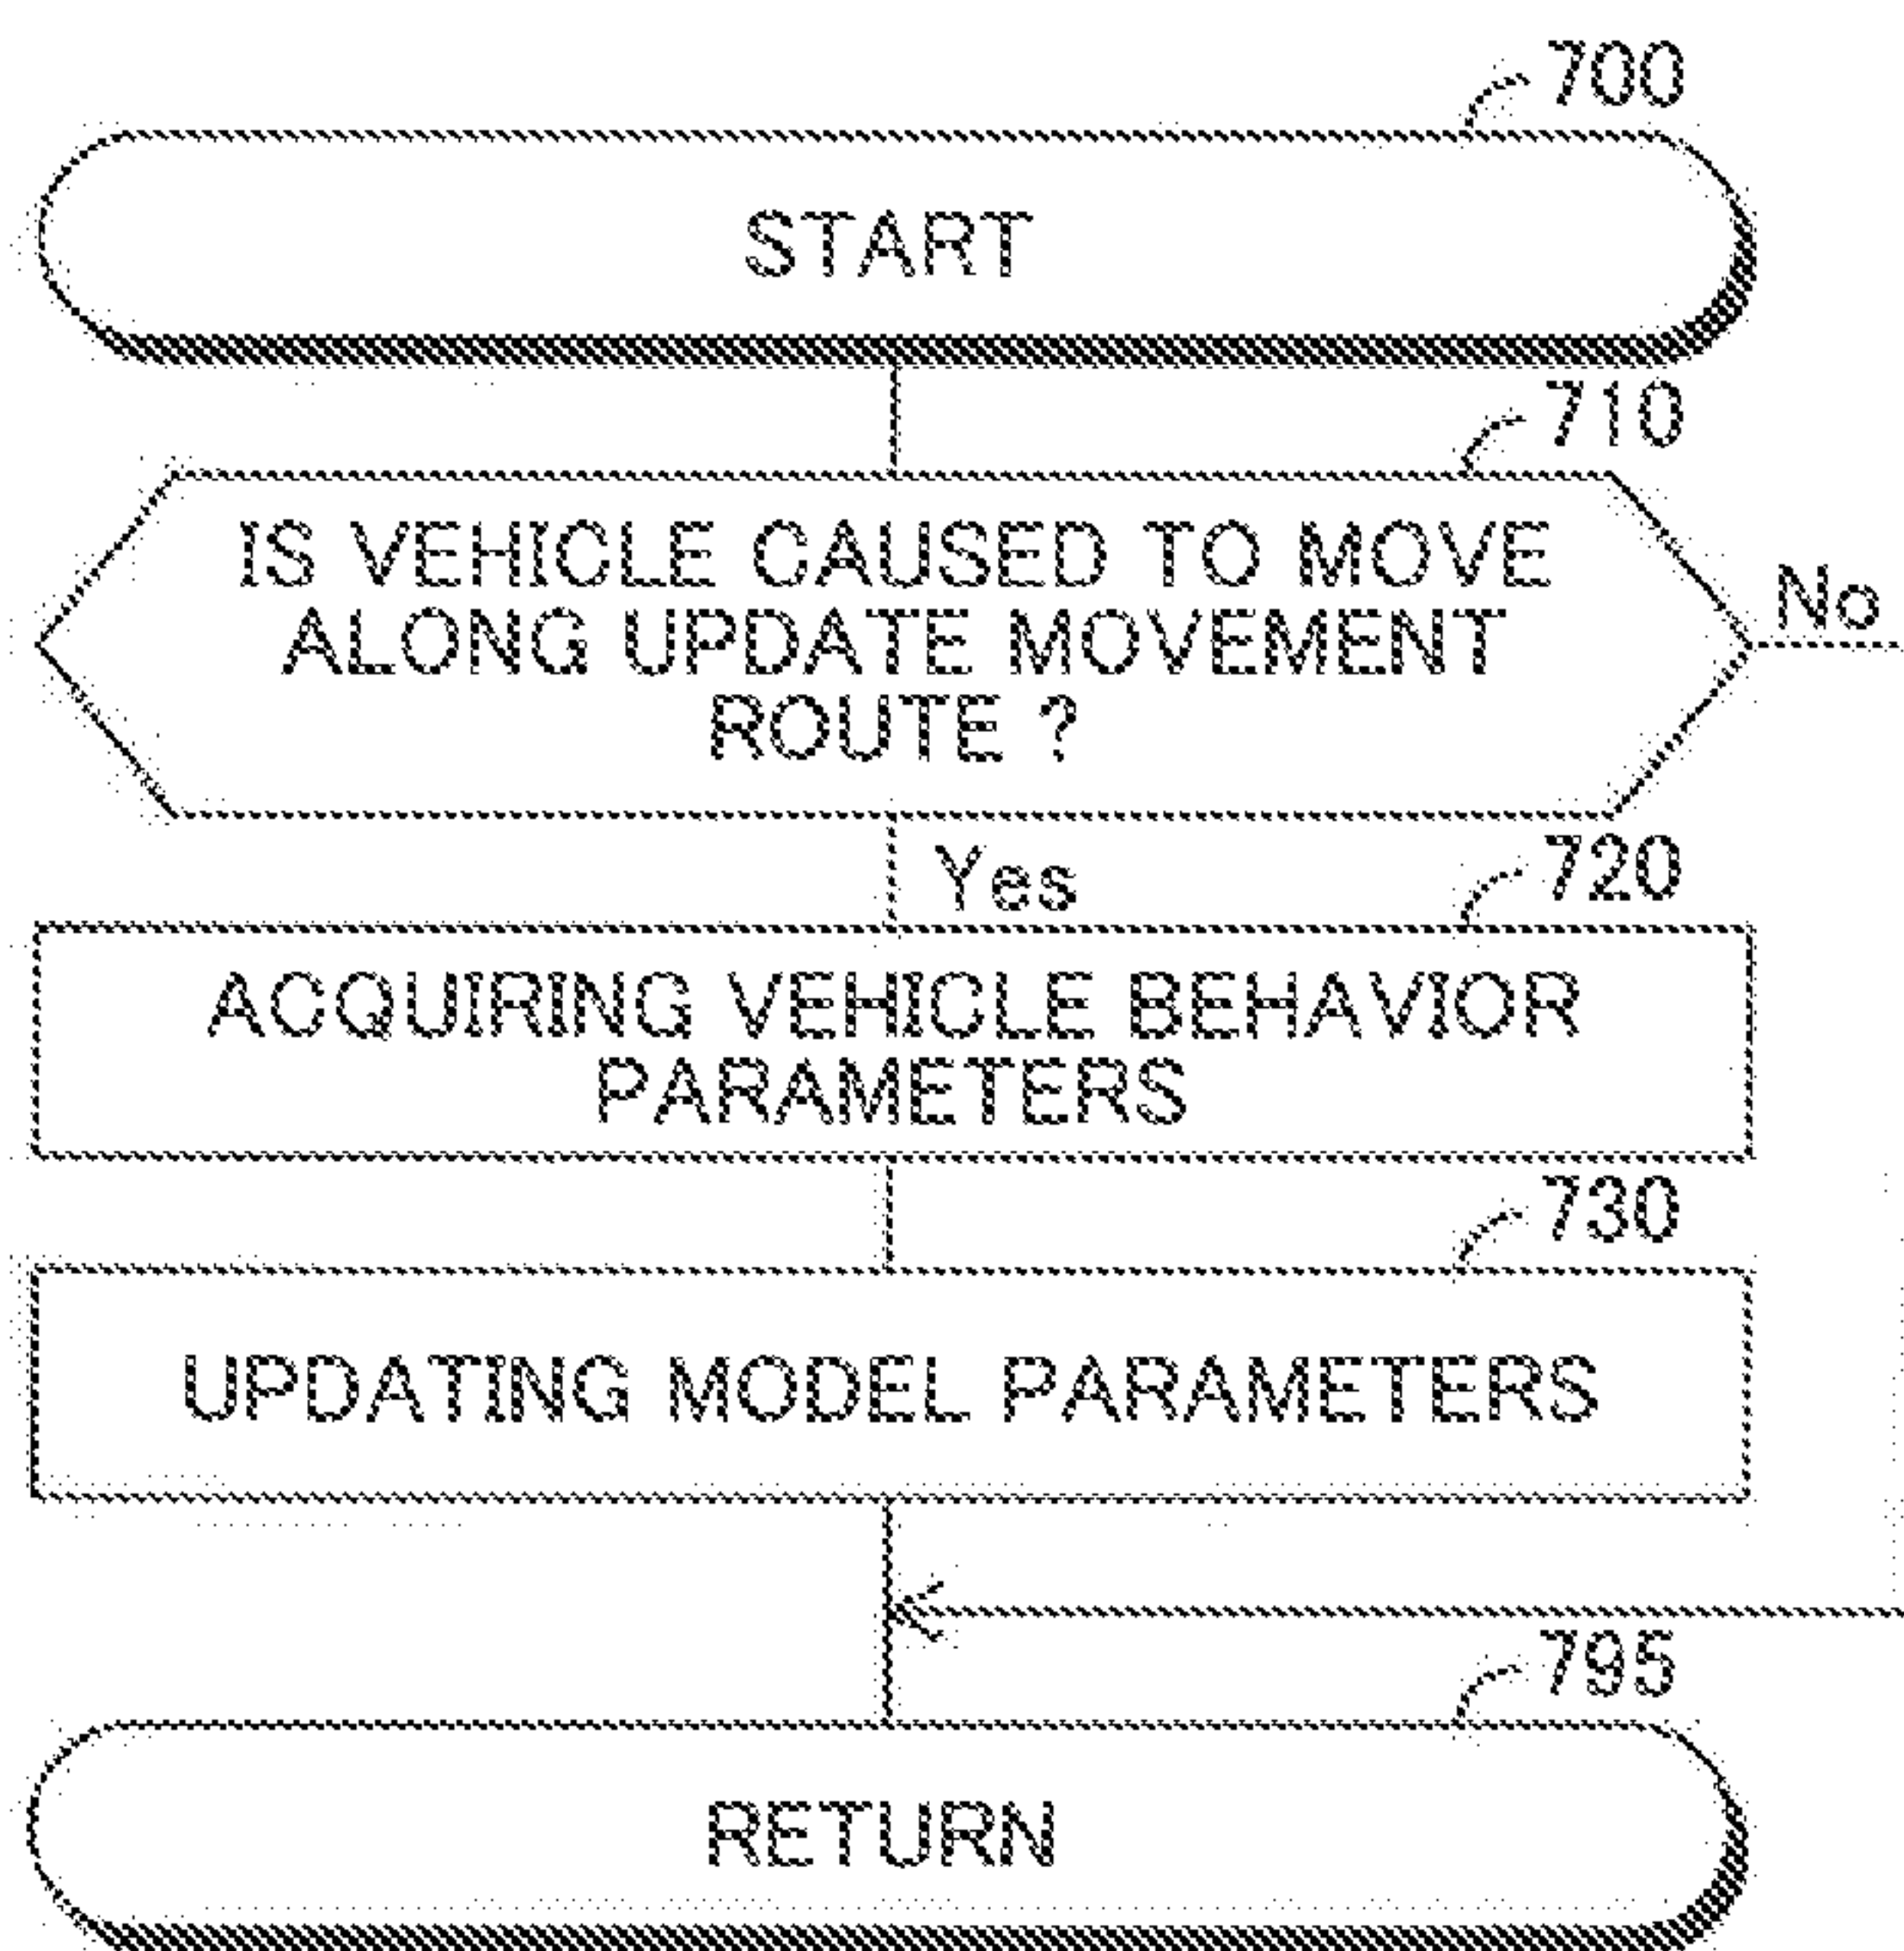 700
START
710
IS VEHICLE CAUSED TO MOVE
ALONG UPDATE MOVEMENT
ROUTE ?
No
Yes
720
ACQUIRING VEHICLE BEHAVIOR
PARAMETERS
730
UPDATING MODEL PARAMETERS
795
RETURN